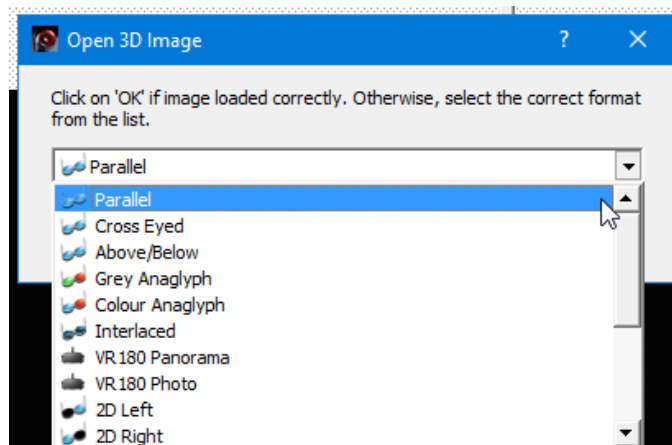 Open 3D Image
Click on 'OK' if image loaded correctly. Otherwise, select the correct format
from the list.
Parallel
Parallel
Cross Eyed
Above/Below
Grey Anaglyph
Colour Anaglyph
Interlaced
VR180 Panorama
VR180 Photo
2D Left
2D Right